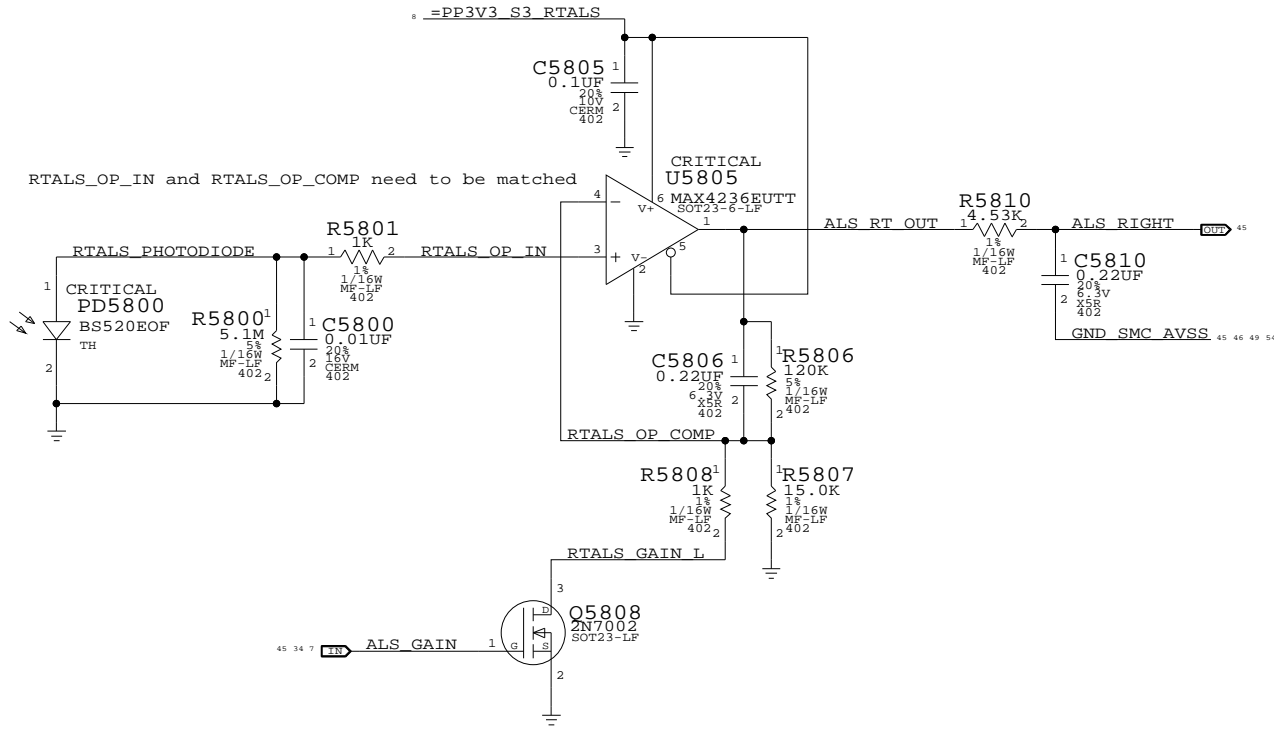 8 =PP3V3_S3_RTALS
C5805
0.1UF
20%
10V
CERM
402
1
2
RTALS_OP_IN and RTALS_OP_COMP need to be matched
CRITICAL
U5805
MAX4236EUTT
SOT23-6-LF
4
3
6
V+
V-
2
1
5
−
+
R5801
1K
1%
1/16W
MF-LF
402
1
2
RTALS_PHOTODIODE
RTALS_OP_IN
ALS_RT_OUT
R5810
4.53K
1%
1/16W
MF-LF
402
1
2
ALS_RIGHT
OUT 45
C5810
0.22UF
20%
6.3V
X5R
402
1
2
GND_SMC_AVSS 45 46 49 54
1
CRITICAL
PD5800
BS520EOF
TH
2
R5800
5.1M
5%
1/16W
MF-LF
402
1
2
C5800
0.01UF
20%
16V
CERM
402
1
2
C5806
0.22UF
20%
6.3V
X5R
402
1
2
R5806
120K
5%
1/16W
MF-LF
402
1
2
RTALS_OP_COMP
R5808
1K
1%
1/16W
MF-LF
402
1
2
R5807
15.0K
1%
1/16W
MF-LF
402
1
2
RTALS_GAIN_L
3
D
Q5808
2N7002
SOT23-LF
45 34 7 IN ALS_GAIN
1
G
S
2